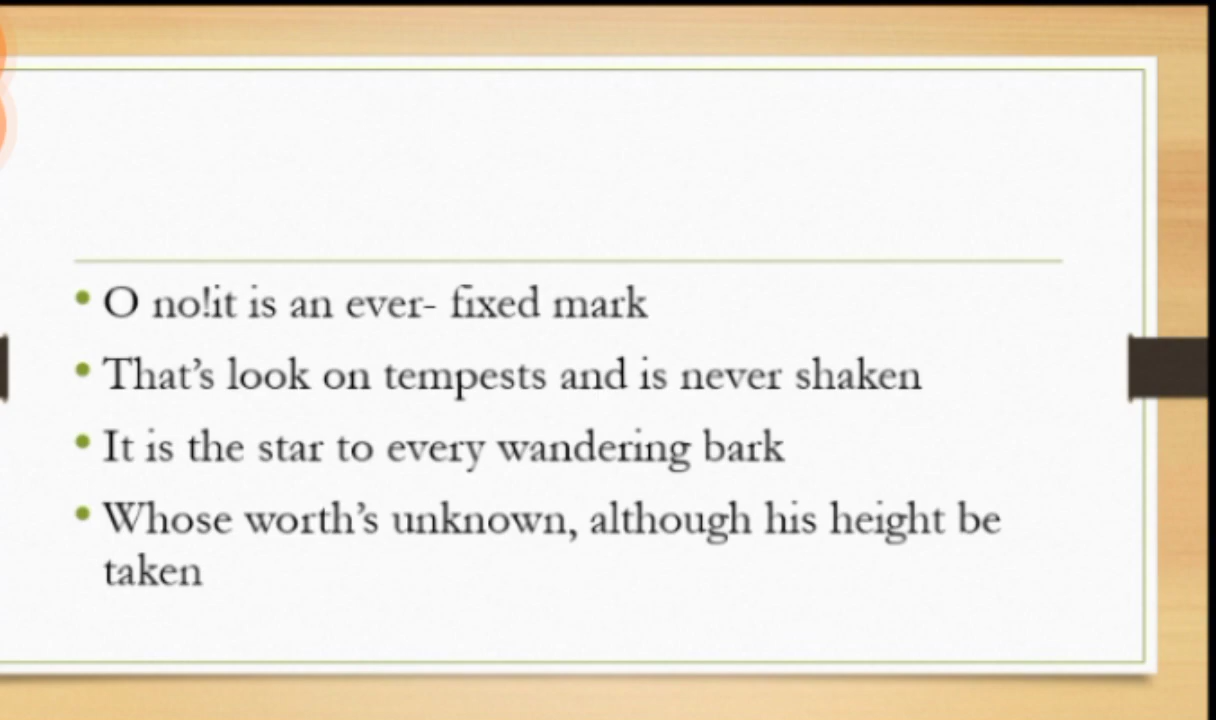 • O no!it is an ever- fixed mark
• That’s look on tempests and is never shaken
• It is the star to every wandering bark
• Whose worth’s unknown, although his height be
taken